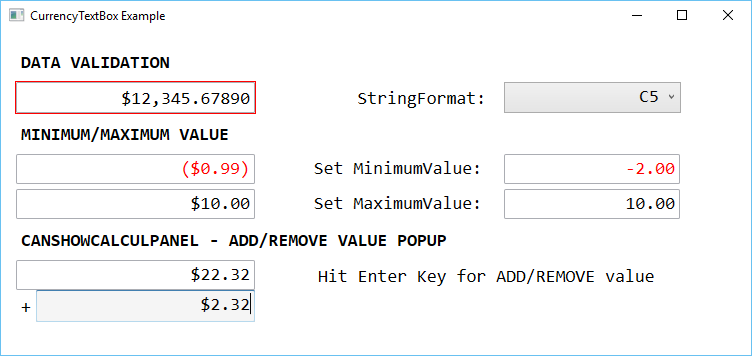 CurrencyTextBox Example
DATA VALIDATION
$12,345.67890 StringFormat: C5
MINIMUM/MAXIMUM VALUE
($0.99) Set MinimumValue: -2.00
$10.00 Set MaximumValue: 10.00
CANSHOWCALCULPANEL - ADD/REMOVE VALUE POPUP
$22.32 Hit Enter Key for ADD/REMOVE value
+ $2.32